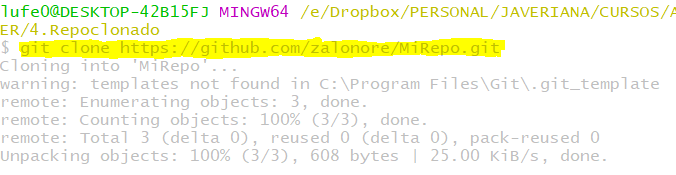 lufe0@DESKTOP-42B15FJ MINGW64 /e/Dropbox/PERSONAL/JAVERIANA/CURSOS/A
ER/4.Repoclonado
$ git clone https://github.com/zalonore/MiRepo.git
Cloning into 'MiRepo'...
warning: templates not found in C:\Program Files\Git\.git_template
remote: Enumerating objects: 3, done.
remote: Counting objects: 100% (3/3), done.
remote: Total 3 (delta 0), reused 0 (delta 0), pack-reused 0
Unpacking objects: 100% (3/3), 608 bytes | 25.00 KiB/s, done.